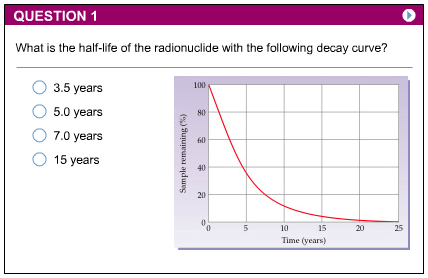 QUESTION 1
What is the half-life of the radionuclide with the following decay curve?
3.5 years
5.0 years
7.0 years
15 years
Sample remaining (%)
100
80
60
40
20
0
0 5 10 15 20 25
Time (years)